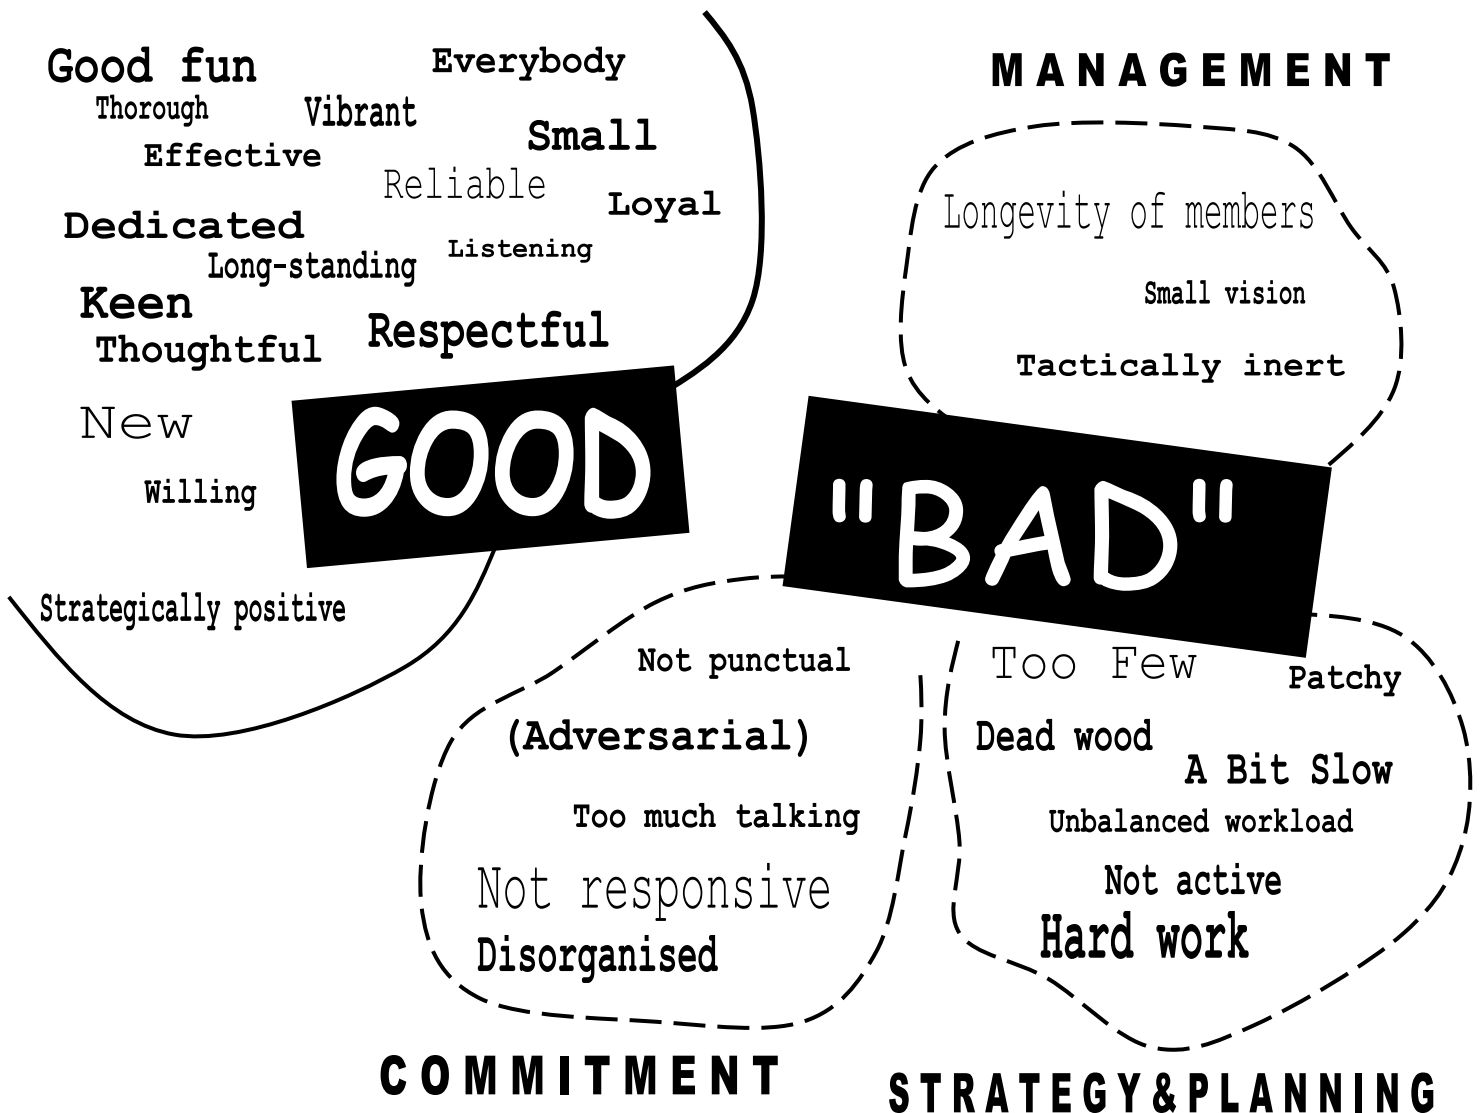 Good fun
Everybody
Thorough
Vibrant
Small
Effective
Reliable
Loyal
Dedicated
Listening
Long-standing
Keen
Respectful
Thoughtful
New
Willing
GOOD
Strategically positive
MANAGEMENT
Longevity of members
Small vision
Tactically inert
"BAD"
Not punctual
(Adversarial)
Too much talking
Not responsive
Disorganised
COMMITMENT
Too Few
Patchy
Dead wood
A Bit Slow
Unbalanced workload
Not active
Hard work
STRATEGY&PLANNING